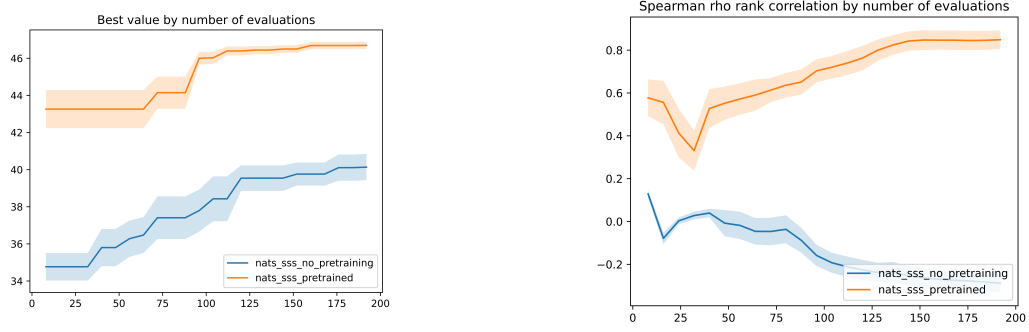 Best value by number of evaluations
46
44
42
40
38
36
34
0 25 50 75 100 125 150 175 200
nats_sss_no_pretraining
nats_sss_pretrained
Spearman rho rank correlation by number of evaluations
0.8
0.6
0.4
0.2
0.0
−0.2
0 25 50 75 100 125 150 175 200
nats_sss_no_pretraining
nats_sss_pretrained